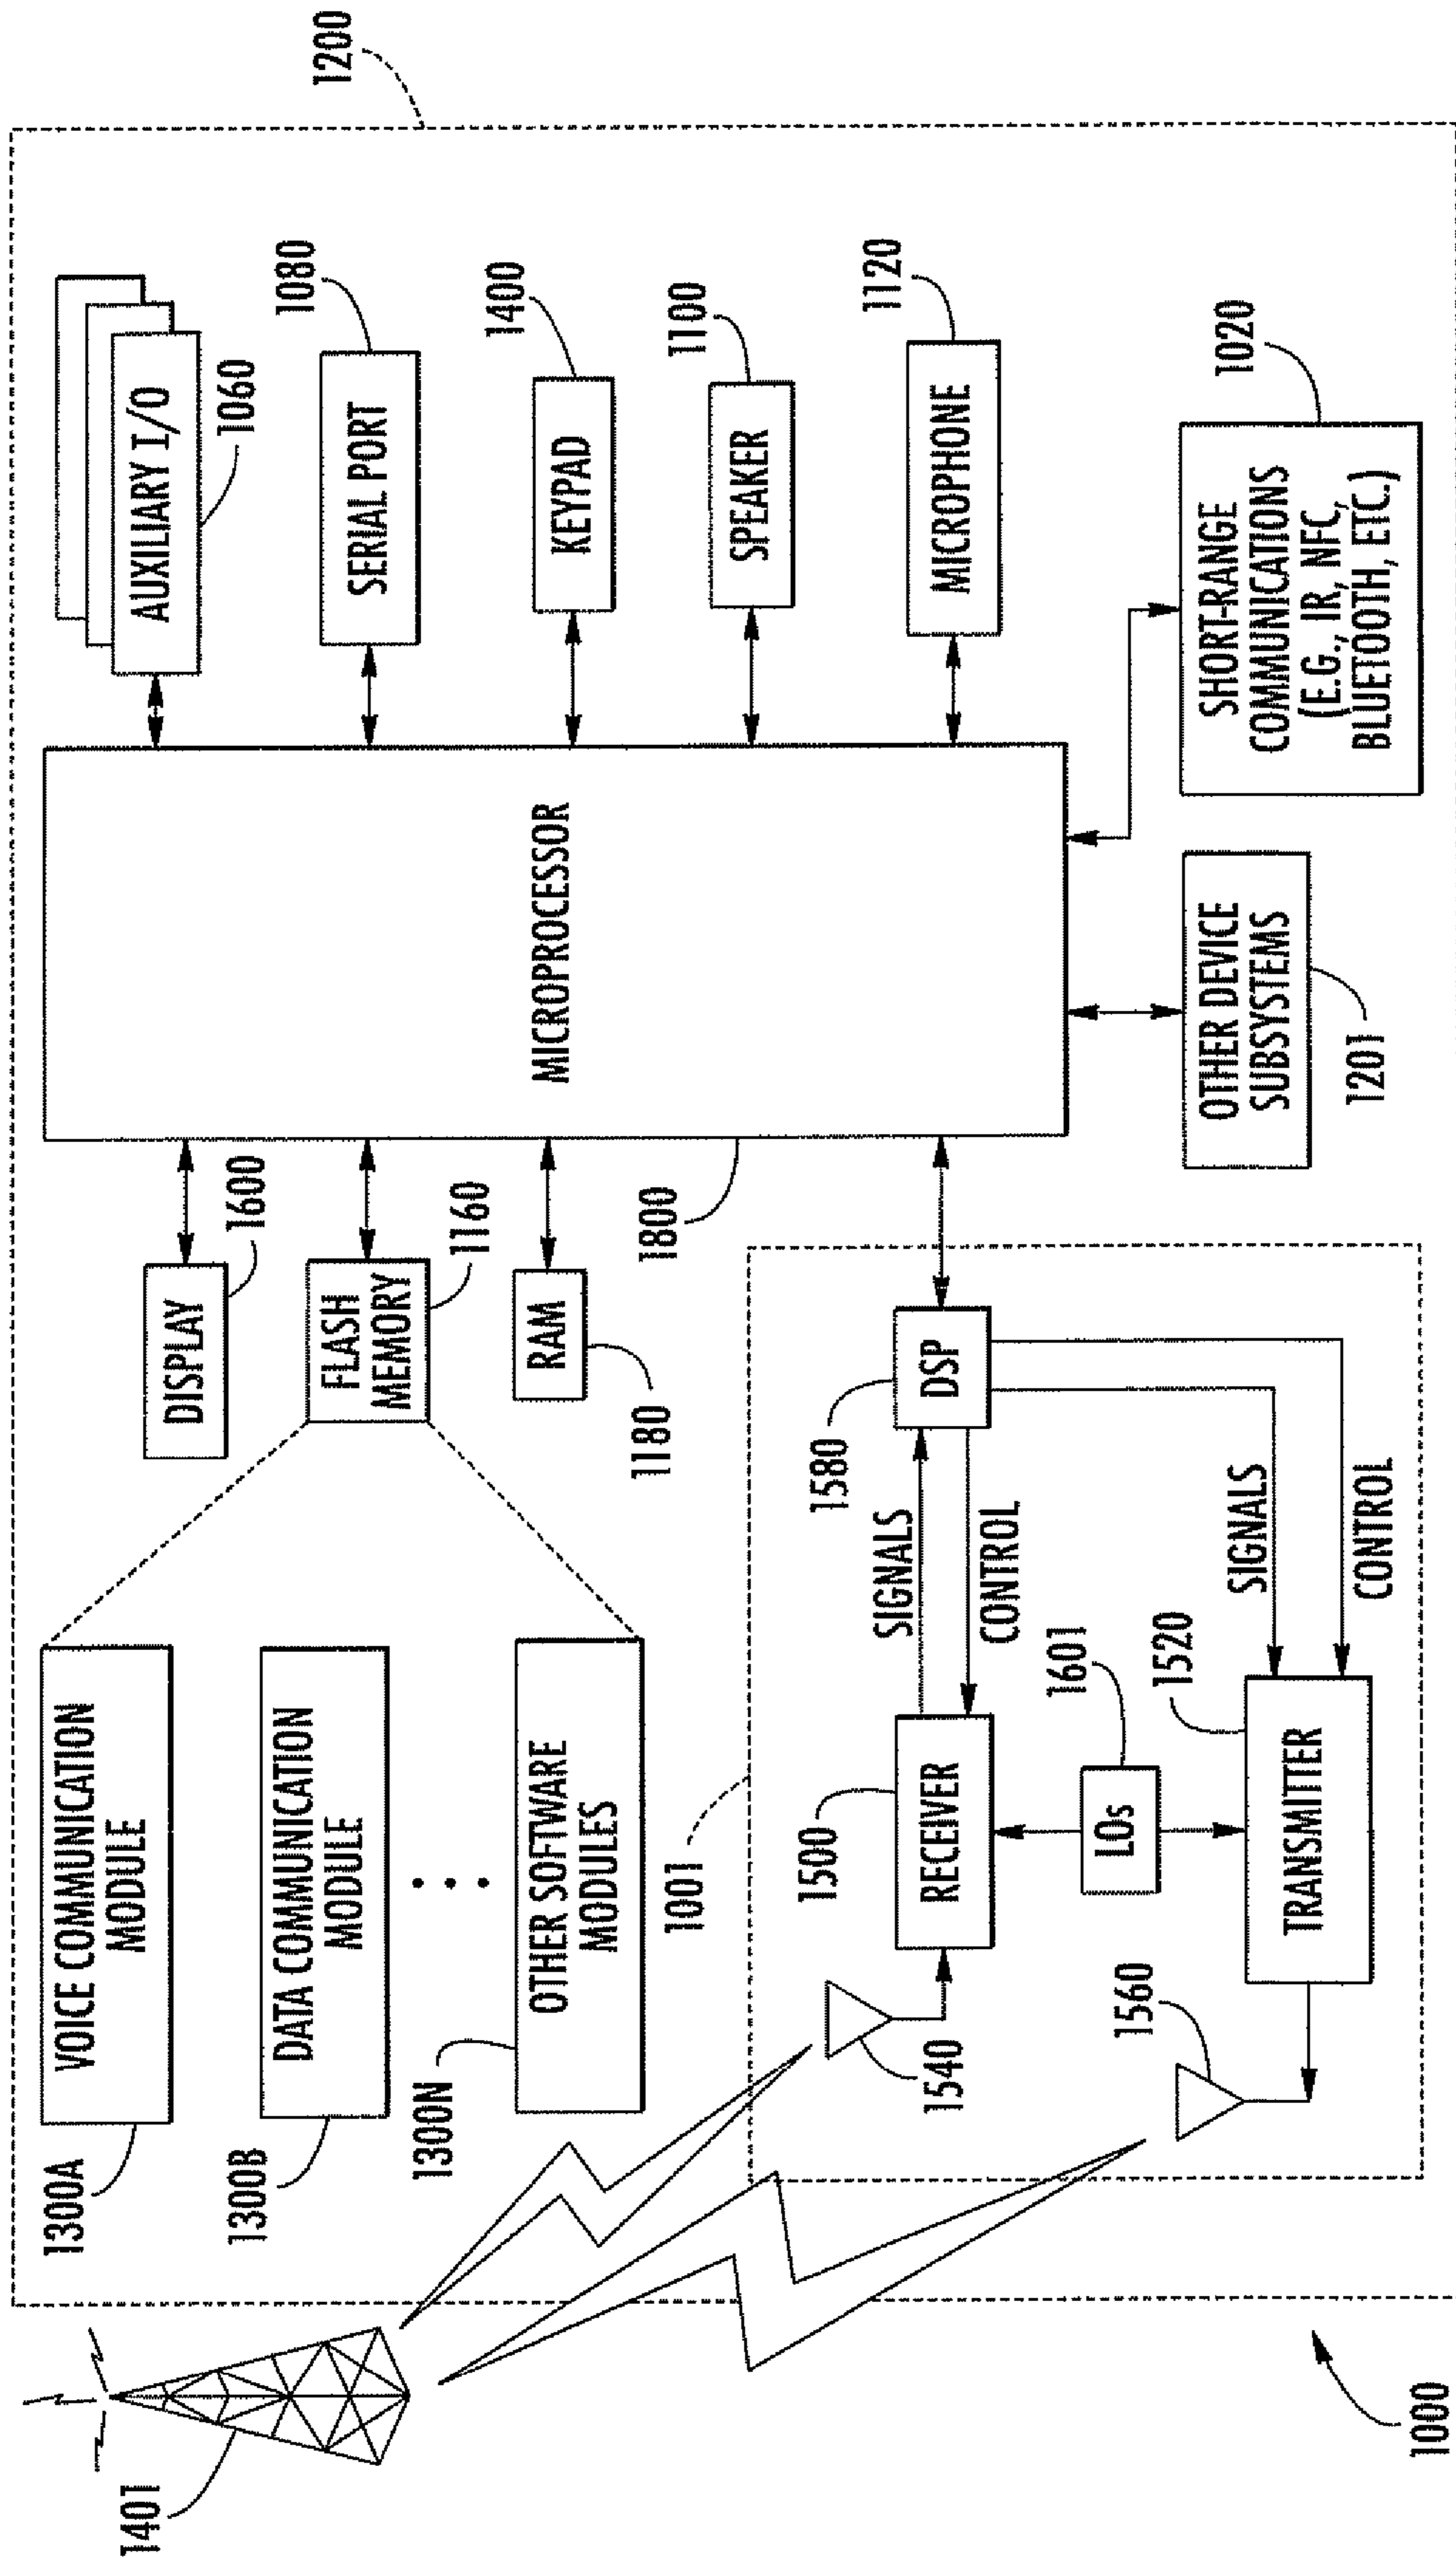 1401
1000
1300A
VOICE COMMUNICATION
MODULE
1300B
DATA COMMUNICATION
MODULE
1300N
OTHER SOFTWARE
MODULES
DISPLAY
1600
FLASH
MEMORY
1160
RAM
1180
1800
MICROPROCESSOR
AUXILIARY I/O
1060
SERIAL PORT
1080
KEYPAD
1400
SPEAKER
1100
MICROPHONE
1120
1200
1001
1540
1500
RECEIVER
SIGNALS
CONTROL
1580
DSP
LOs
1601
1560
1520
TRANSMITTER
SIGNALS
CONTROL
OTHER DEVICE
SUBSYSTEMS
1201
SHORT-RANGE
COMMUNICATIONS
(E.G., IR, NFC,
BLUETOOTH, ETC.)
1020